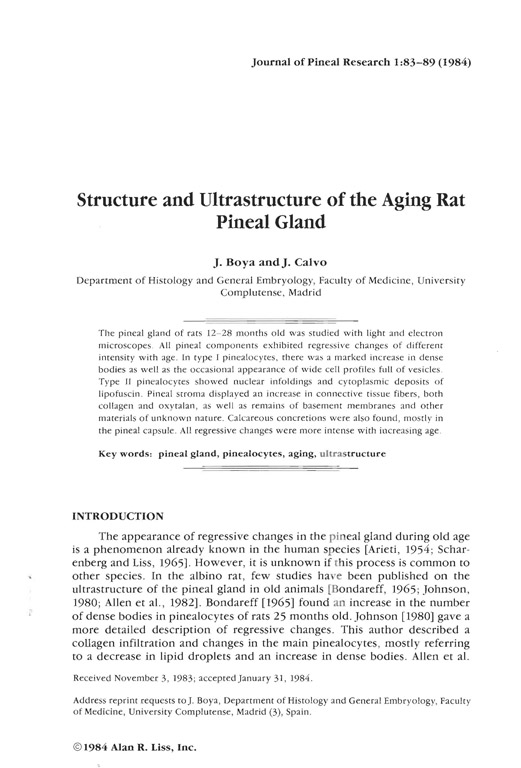 Journal of Pineal Research 1:83–89 (1984)
Structure and Ultrastructure of the Aging Rat
Pineal Gland
J. Boya and J. Calvo
Department of Histology and General Embryology, Faculty of Medicine, University
Complutense, Madrid
The pineal gland of rats 12–28 months old was studied with light and electron
microscopes. All pineal components exhibited regressive changes of different
intensity with age. In type I pinealocytes, there was a marked increase in dense
bodies as well as the occasional appearance of wide cell profiles full of vesicles.
Type II pinealocytes showed nuclear infoldings and cytoplasmic deposits of
lipofuscin. Pineal stroma displayed an increase in connective tissue fibers, both
collagen and oxytalan, as well as remains of basement membranes and other
materials of unknown nature. Calcareous concretions were also found, mostly in
the pineal capsule. All regressive changes were more intense with increasing age.
Key words: pineal gland, pinealocytes, aging, ultrastructure
INTRODUCTION
The appearance of regressive changes in the pineal gland during old age
is a phenomenon already known in the human species [Arieti, 1954; Schar-
enberg and Liss, 1965]. However, it is unknown if this process is common to
other species. In the albino rat, few studies have been published on the
ultrastructure of the pineal gland in old animals [Bondareff, 1965; Johnson,
1980; Allen et al., 1982]. Bondareff [1965] found an increase in the number
of dense bodies in pinealocytes of rats 25 months old. Johnson [1980] gave a
more detailed description of regressive changes. This author described a
collagen infiltration and changes in the main pinealocytes, mostly referring
to a decrease in lipid droplets and an increase in dense bodies. Allen et al.
Received November 3, 1983; accepted January 31, 1984.
Address reprint requests to J. Boya, Department of Histology and General Embryology, Faculty
of Medicine, University Complutense, Madrid (3), Spain.
©1984 Alan R. Liss, Inc.